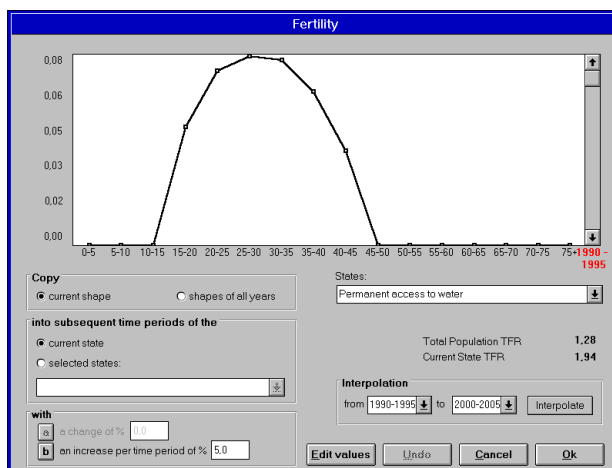 Fertility
0,08
0,06
0,05
0,03
0,02
0,00
0-5 5-10 10-15 15-20 20-25 25-30 30-35 35-40 40-45 45-50 50-55 55-60 60-65 65-70 70-75 75+ 1990 -
1995
Copy
current shape shapes of all years
States:
Permanent access to water
into subsequent time periods of the
current state
selected states:
Total Population TFR 1,28
Current State TFR 1,94
Interpolation
from 1990-1995 to 2000-2005 Interpolate
with
a a change of % 0,0
b an increase per time period of % 5,0
Edit values Undo Cancel Ok